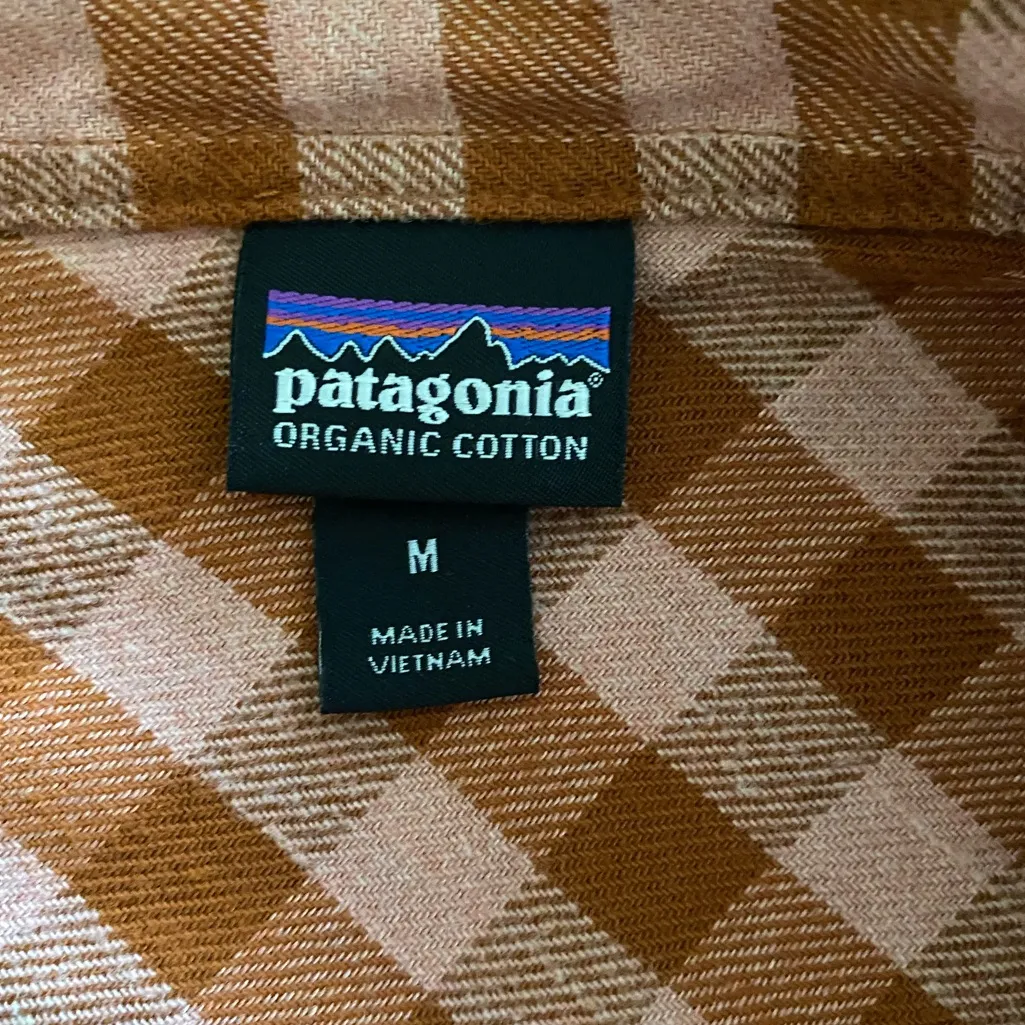 patagonia®
ORGANIC COTTON
M
MADE IN
VIETNAM